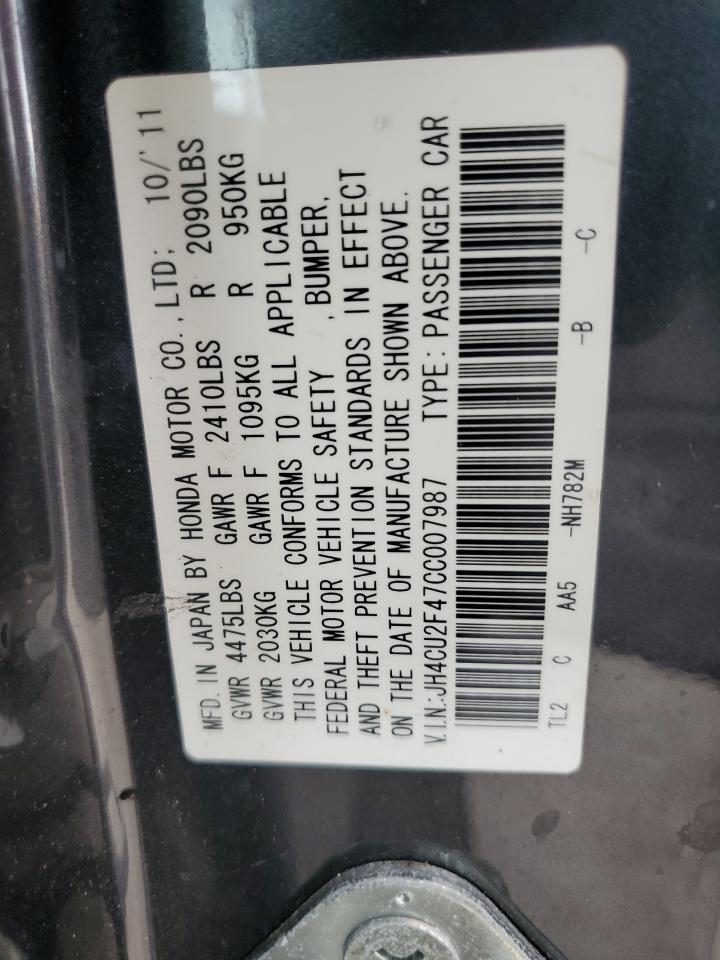 MFD. IN JAPAN BY HONDA MOTOR CO., LTD; 10/'11
GVWR 4475LBS GAWR F 2410LBS R 2090LBS
GVWR 2030KG GAWR F 1095KG R 950KG
THIS VEHICLE CONFORMS TO ALL APPLICABLE
FEDERAL MOTOR VEHICLE SAFETY , BUMPER,
AND THEFT PREVENTION STANDARDS IN EFFECT
ON THE DATE OF MANUFACTURE SHOWN ABOVE.
V.I.N.:JH4CU2F47CC007987 TYPE: PASSENGER CAR
TL2 C AA5 -NH782M -B -C